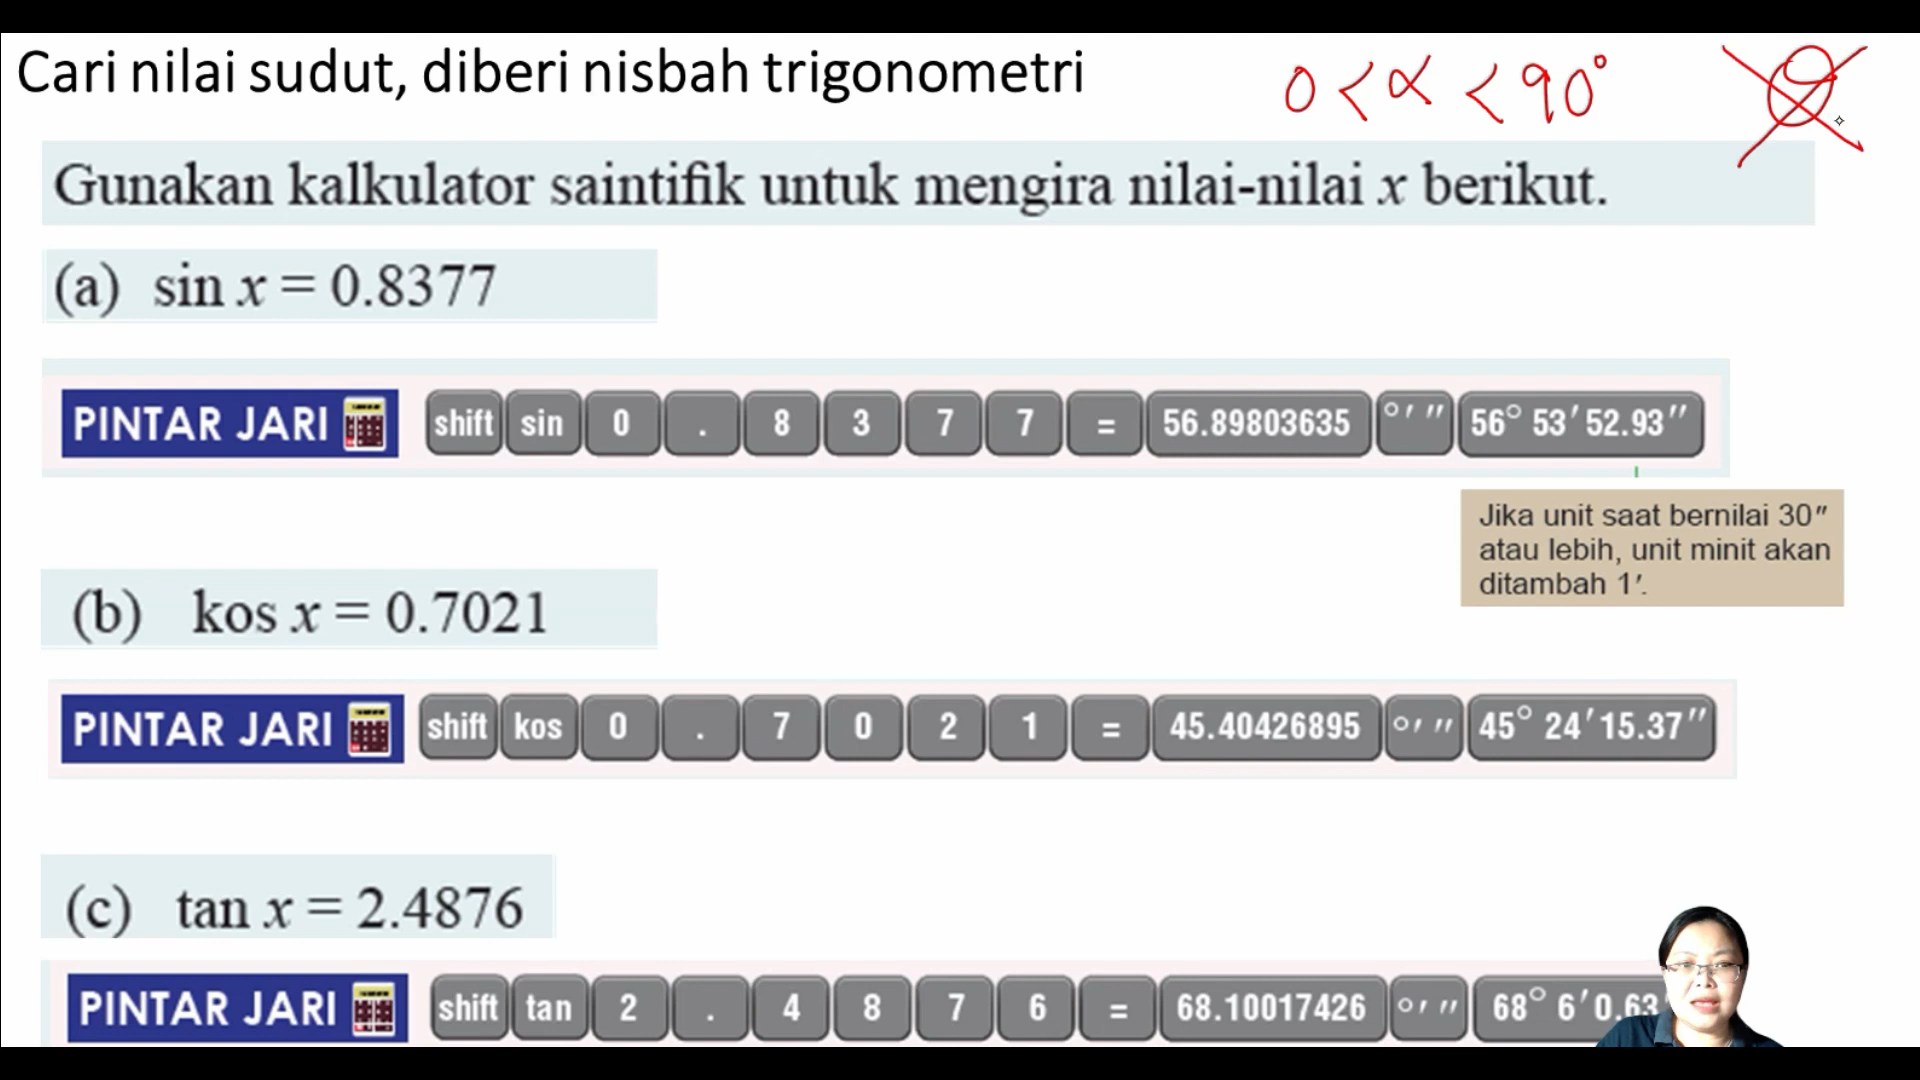 Cari nilai sudut, diberi nisbah trigonometri
0 < α < 90°
Gunakan kalkulator saintifik untuk mengira nilai-nilai x berikut.
(a) sin x = 0.8377
PINTAR JARI shift sin 0 . 8 3 7 7 = 56.89803635 °′″ 56° 53′ 52.93″
Jika unit saat bernilai 30″
atau lebih, unit minit akan
ditambah 1′.
(b) kos x = 0.7021
PINTAR JARI shift kos 0 . 7 0 2 1 = 45.40426895 °′″ 45° 24′ 15.37″
(c) tan x = 2.4876
PINTAR JARI shift tan 2 . 4 8 7 6 = 68.10017426 °′″ 68° 6′ 0.63